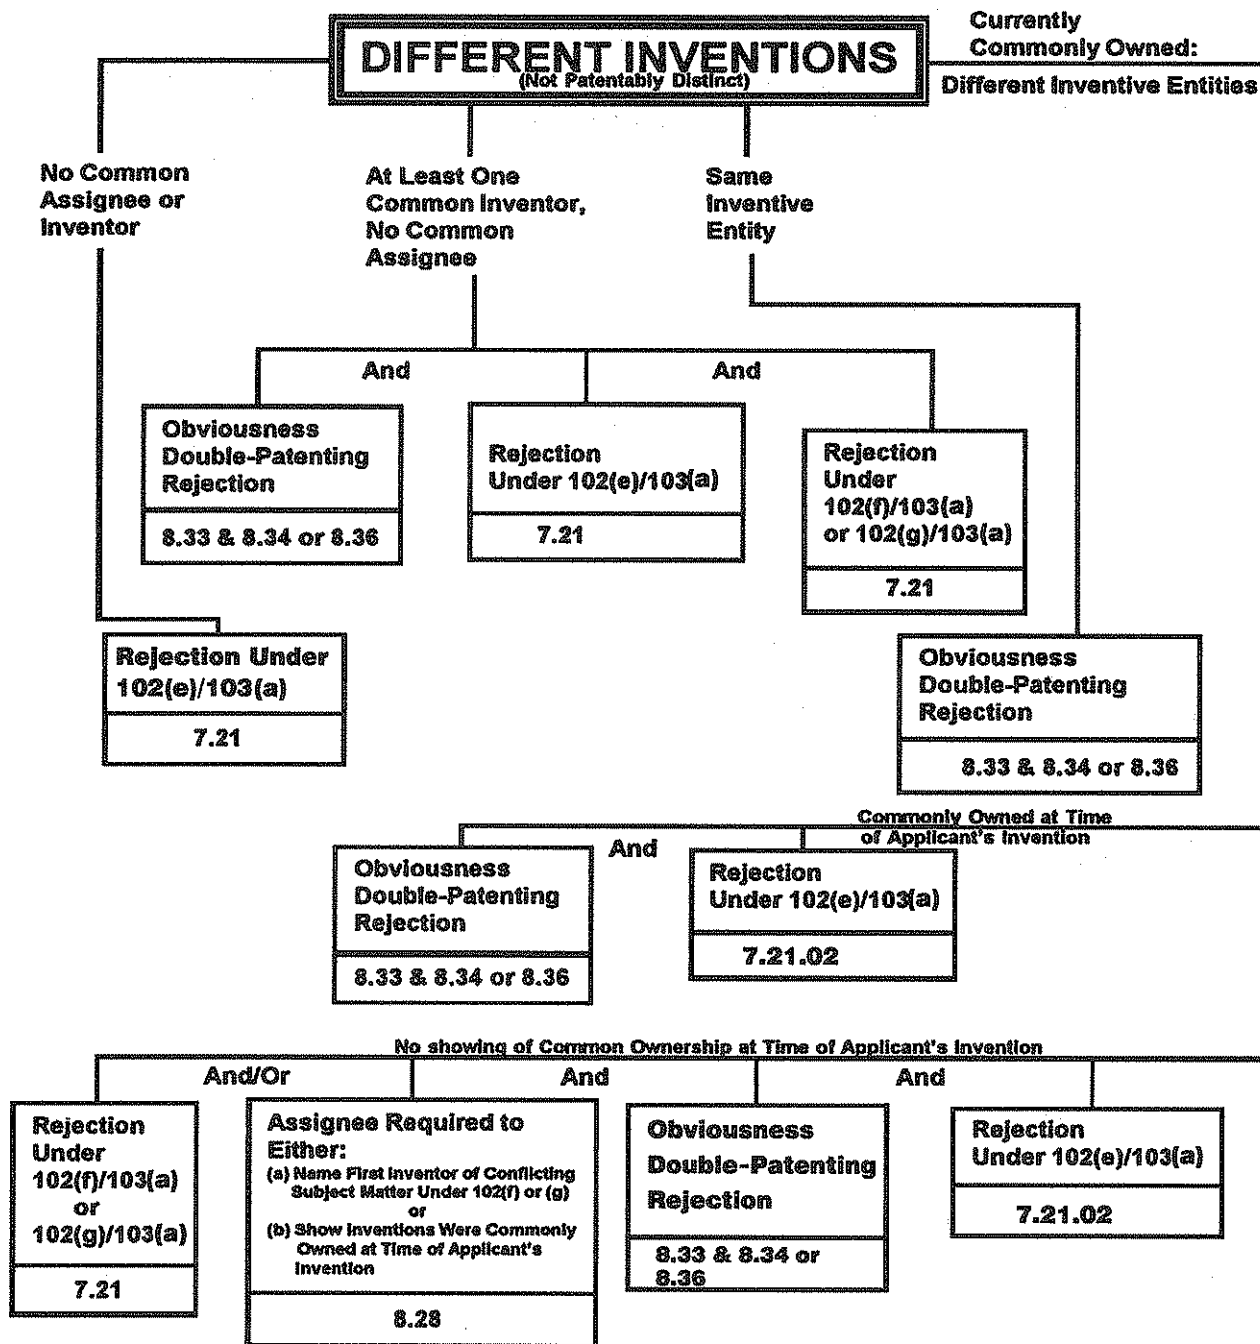 DIFFERENT INVENTIONS
(Not Patentably Distinct)
Currently
Commonly Owned:
Different Inventive Entities
No Common
Assignee or
Inventor
At Least One
Common Inventor,
No Common
Assignee
Same
Inventive
Entity
And
And
Obviousness
Double-Patenting
Rejection
8.33 & 8.34 or 8.36
Rejection
Under 102(e)/103(a)
7.21
Rejection
Under
102(f)/103(a)
or 102(g)/103(a)
7.21
Rejection Under
102(e)/103(a)
7.21
Obviousness
Double-Patenting
Rejection
8.33 & 8.34 or 8.36
Commonly Owned at Time
of Applicant's Invention
And
Obviousness
Double-Patenting
Rejection
8.33 & 8.34 or 8.36
Rejection
Under 102(e)/103(a)
7.21.02
No showing of Common Ownership at Time of Applicant's Invention
And/Or
And
And
Rejection
Under
102(f)/103(a)
or
102(g)/103(a)
7.21
Assignee Required to
Either:
(a) Name First Inventor of Conflicting
Subject Matter Under 102(f) or (g)
or
(b) Show Inventions Were Commonly
Owned at Time of Applicant's
Invention
8.28
Obviousness
Double-Patenting
Rejection
8.33 & 8.34 or
8.36
Rejection
Under 102(e)/103(a)
7.21.02